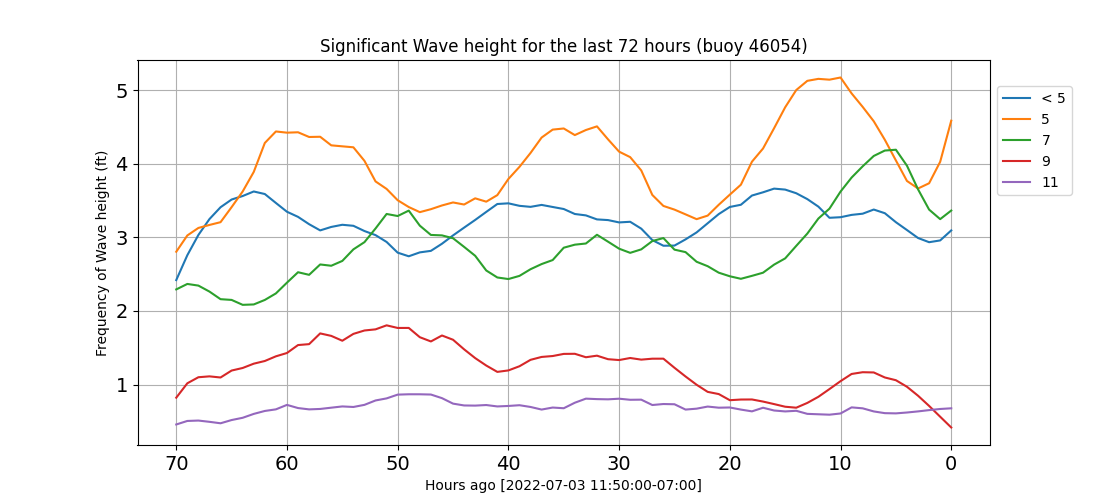 Significant Wave height for the last 72 hours (buoy 46054)
Frequency of Wave height (ft)
5
4
3
2
1
70 60 50 40 30 20 10 0
Hours ago [2022-07-03 11:50:00-07:00]
< 5
5
7
9
11